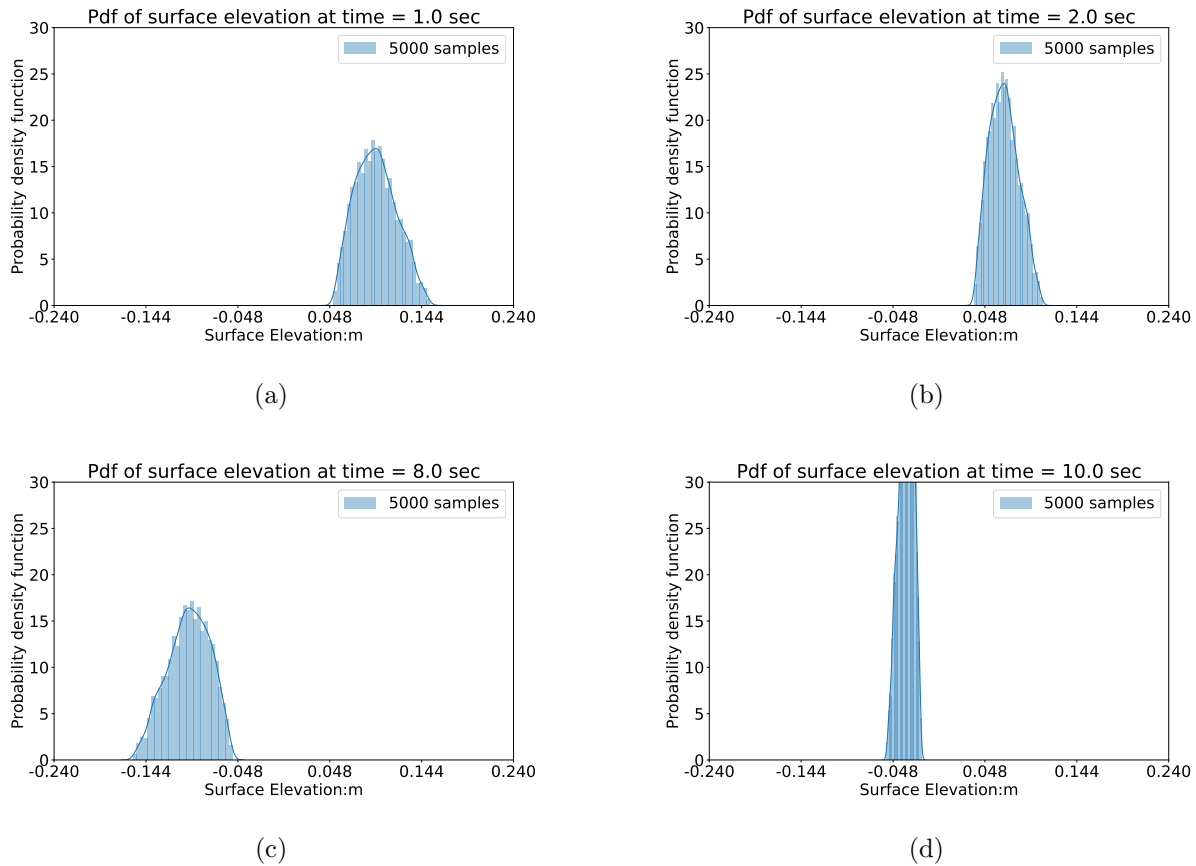 Pdf of surface elevation at time = 1.0 sec
30
25
20
15
10
5
0
Probability density function
5000 samples
-0.240 -0.144 -0.048 0.048 0.144 0.240
Surface Elevation:m
(a)
Pdf of surface elevation at time = 2.0 sec
30
25
20
15
10
5
0
Probability density function
5000 samples
-0.240 -0.144 -0.048 0.048 0.144 0.240
Surface Elevation:m
(b)
Pdf of surface elevation at time = 8.0 sec
30
25
20
15
10
5
0
Probability density function
5000 samples
-0.240 -0.144 -0.048 0.048 0.144 0.240
Surface Elevation:m
(c)
Pdf of surface elevation at time = 10.0 sec
30
25
20
15
10
5
0
Probability density function
5000 samples
-0.240 -0.144 -0.048 0.048 0.144 0.240
Surface Elevation:m
(d)